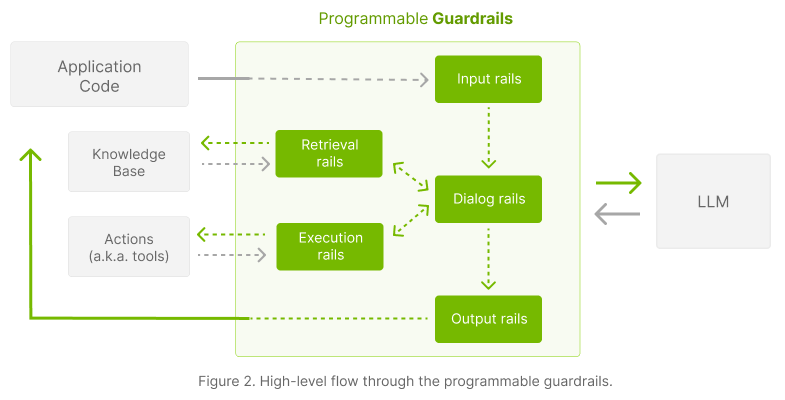 Programmable Guardrails
Application
Code
Input rails
Knowledge
Base
Retrieval
rails
Dialog rails
LLM
Actions
(a.k.a. tools)
Execution
rails
Output rails
Figure 2. High-level flow through the programmable guardrails.